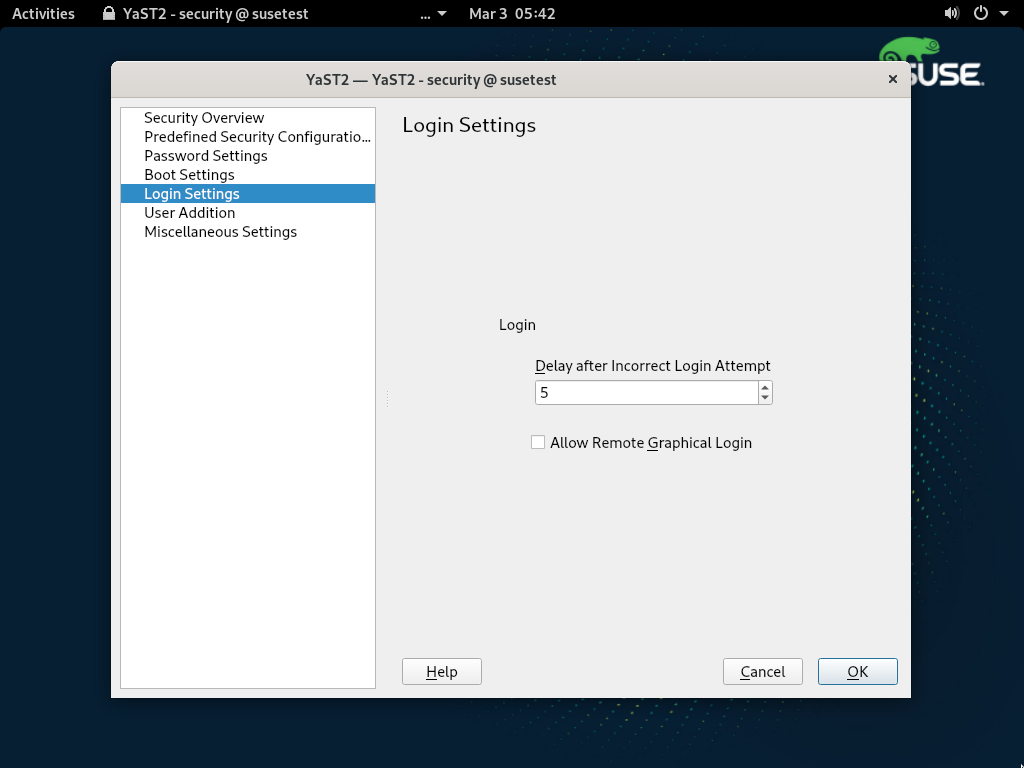 Activities
YaST2 - security @ susetest
...
Mar 3 05:42
SUSE
YaST2 — YaST2 - security @ susetest
Security Overview
Predefined Security Configuratio...
Password Settings
Boot Settings
Login Settings
User Addition
Miscellaneous Settings
Login Settings
Login
Delay after Incorrect Login Attempt
5
Allow Remote Graphical Login
Help
Cancel
OK